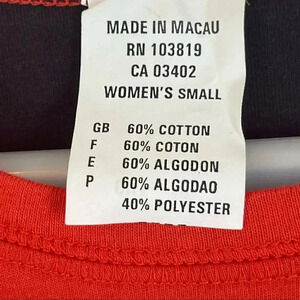 MADE IN MACAU
RN 103819
CA 03402
WOMEN'S SMALL
GB 60% COTTON
F 60% COTON
E 60% ALGODON
P 60% ALGODAO
40% POLYESTER